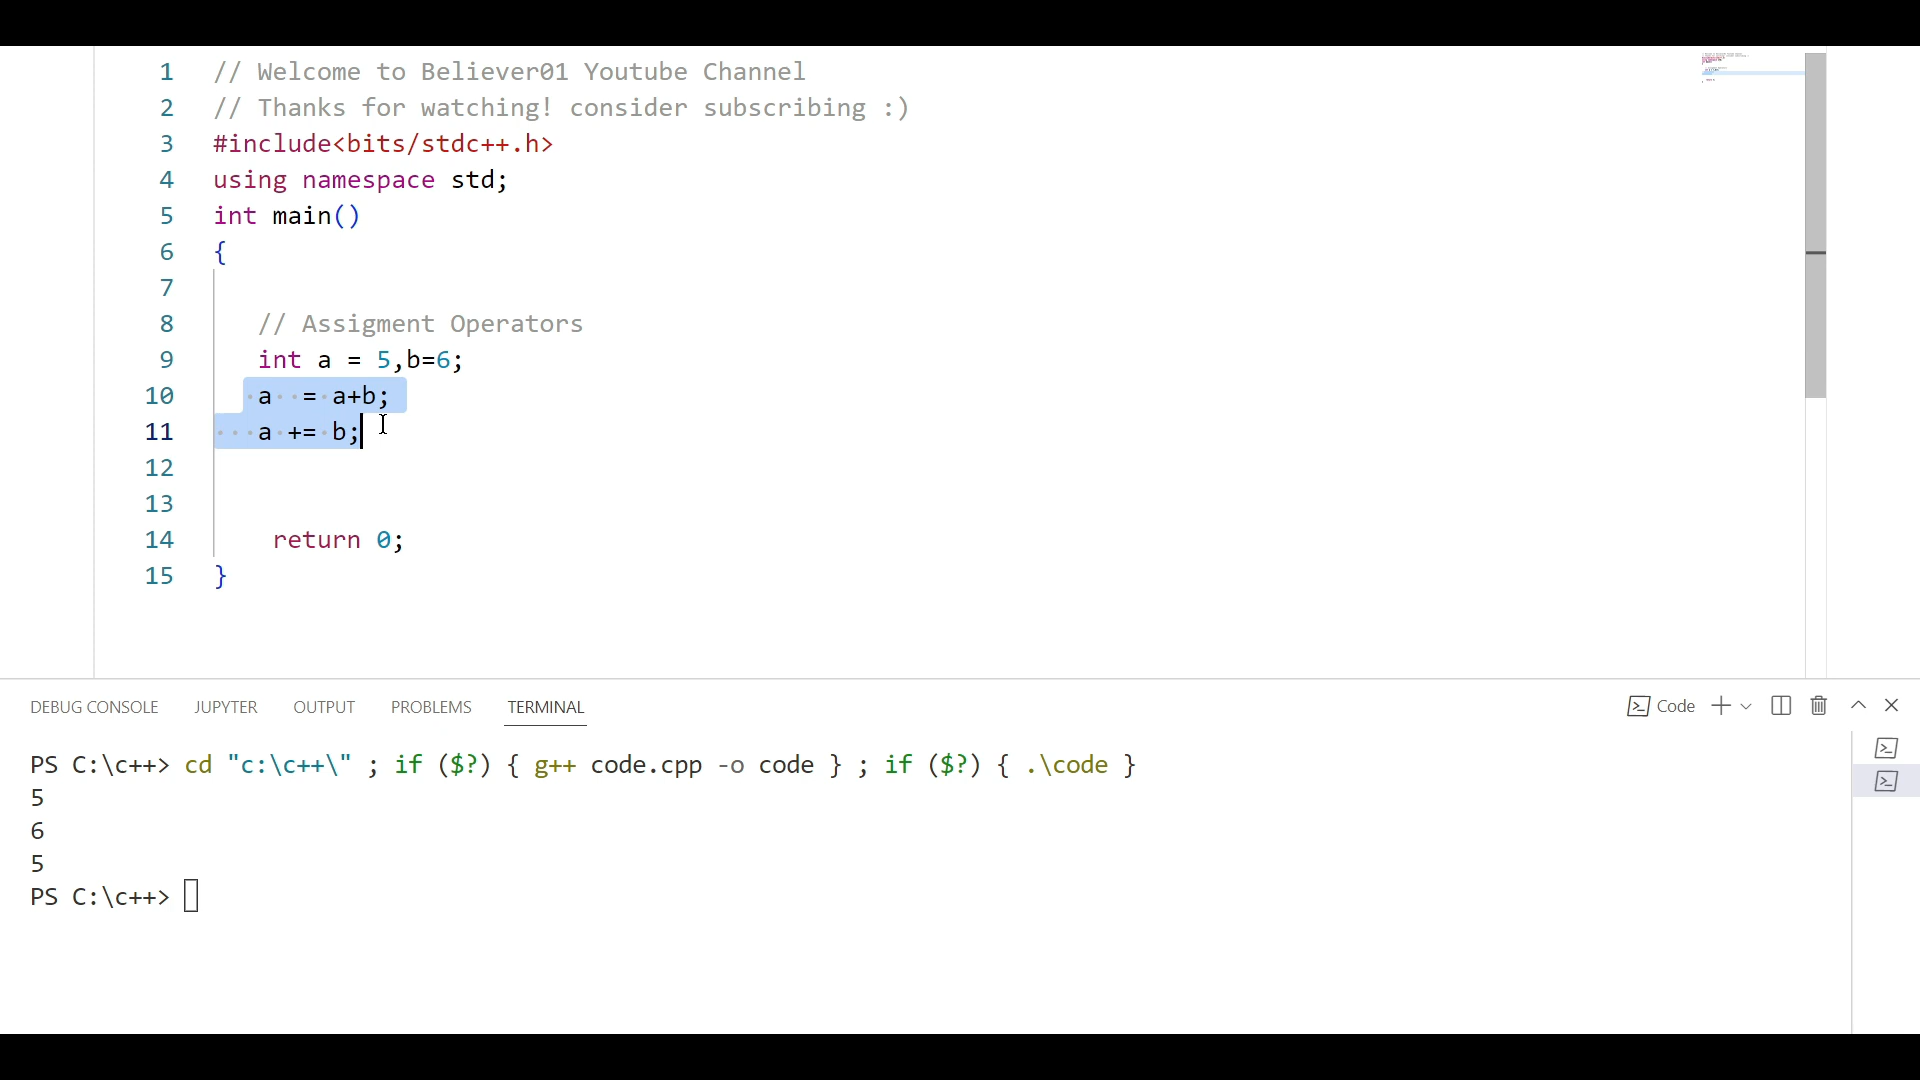 1 // Welcome to Believer01 Youtube Channel
2 // Thanks for watching! consider subscribing :)
3 #include<bits/stdc++.h>
4 using namespace std;
5 int main()
6 {
7
8 // Assigment Operators
9 int a = 5,b=6;
10 a  = a+b;
11 a += b;
12
13
14 return 0;
15 }
DEBUG CONSOLE JUPYTER OUTPUT PROBLEMS TERMINAL Code
PS C:\c++> cd "c:\c++\" ; if ($?) { g++ code.cpp -o code } ; if ($?) { .\code }
5
6
5
PS C:\c++>